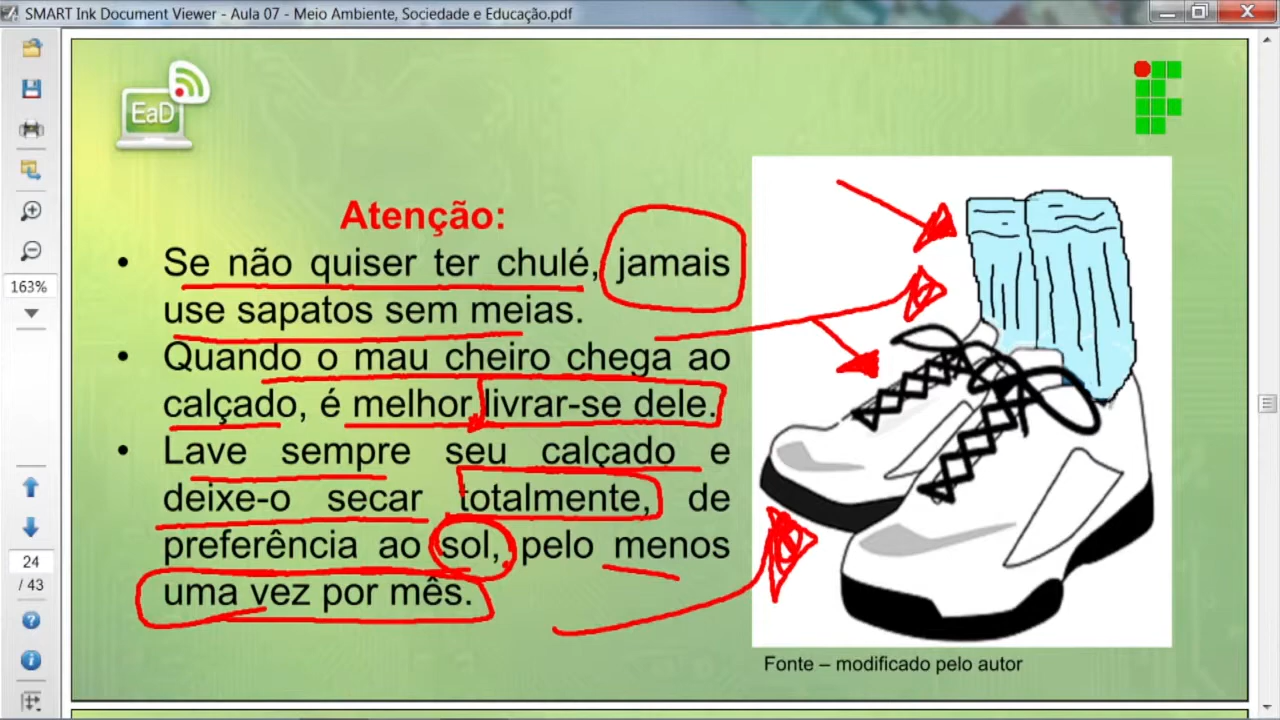 SMART Ink Document Viewer - Aula 07 - Meio Ambiente, Sociedade e Educação.pdf
EaD
Atenção:
• Se não quiser ter chulé, jamais
use sapatos sem meias.
• Quando o mau cheiro chega ao
calçado, é melhor livrar-se dele.
• Lave sempre seu calçado e
deixe-o secar totalmente, de
preferência ao sol, pelo menos
uma vez por mês.
Fonte – modificado pelo autor
163%
24
/ 43